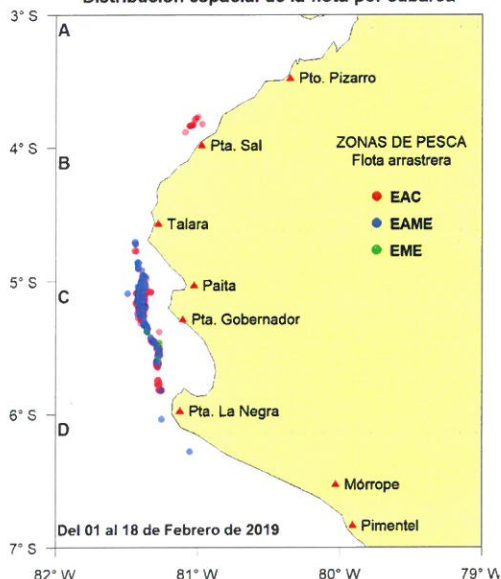 Distribución espacial de la flota por subárea
3° S
A
Pto. Pizarro
4° S
Pta. Sal
B
ZONAS DE PESCA
Flota arrastrera
EAC
Talara
EAME
EME
5° S
C
Paita
Pta. Gobernador
6° S
Pta. La Negra
D
Mórrope
Del 01 al 18 de Febrero de 2019
Pimentel
7° S
82° W
81° W
80° W
79° W